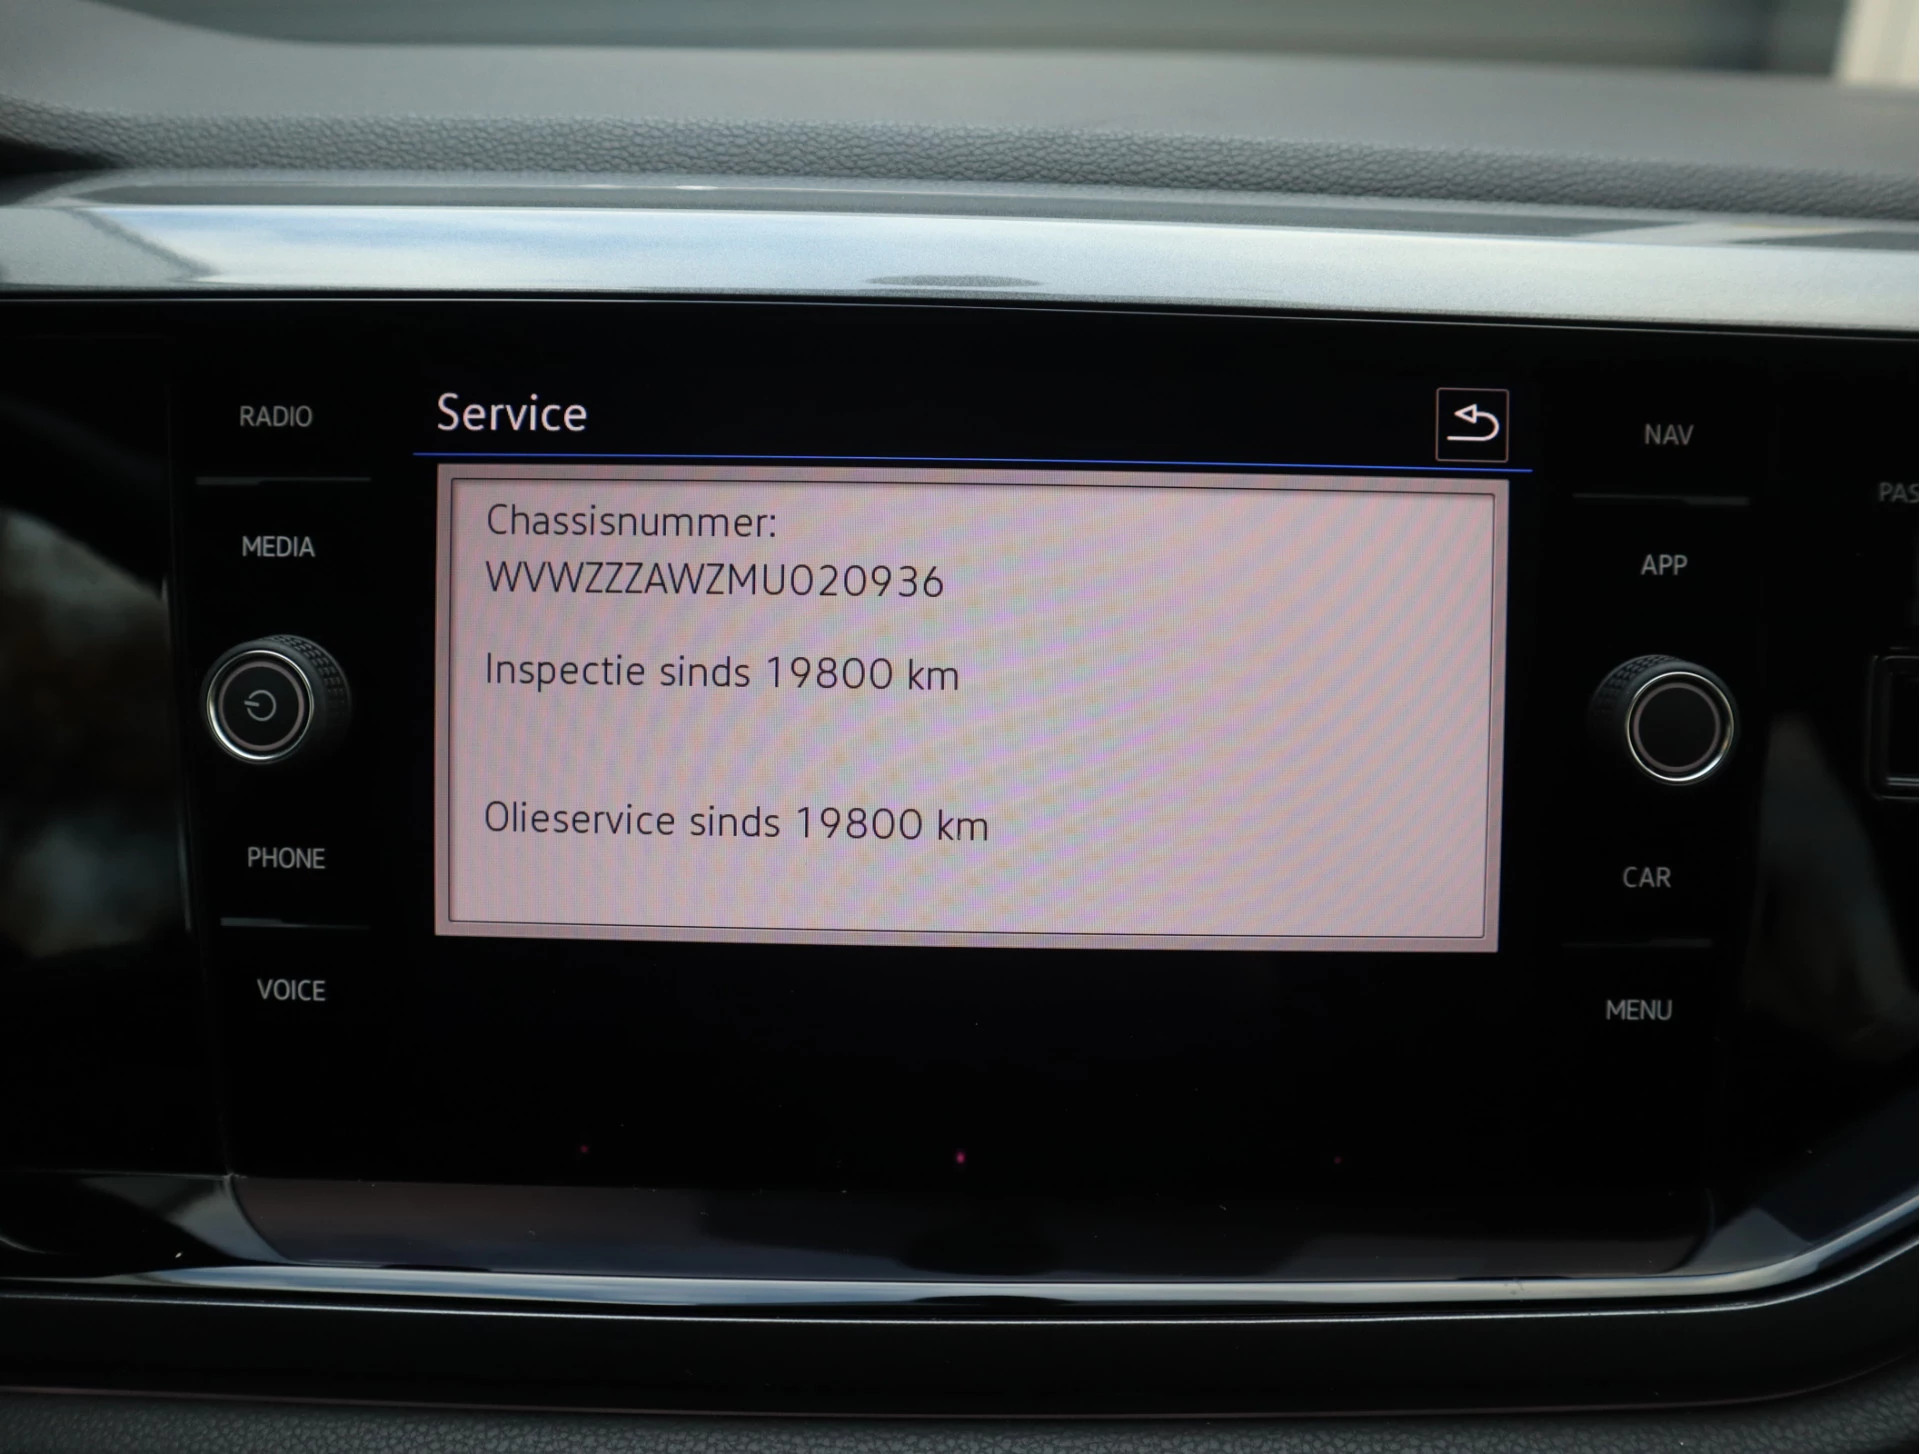 Service
RADIO
MEDIA
PHONE
VOICE
Chassisnummer:
WVWZZZAWZMU020936
Inspectie sinds 19800 km
Olieservice sinds 19800 km
NAV
APP
CAR
MENU